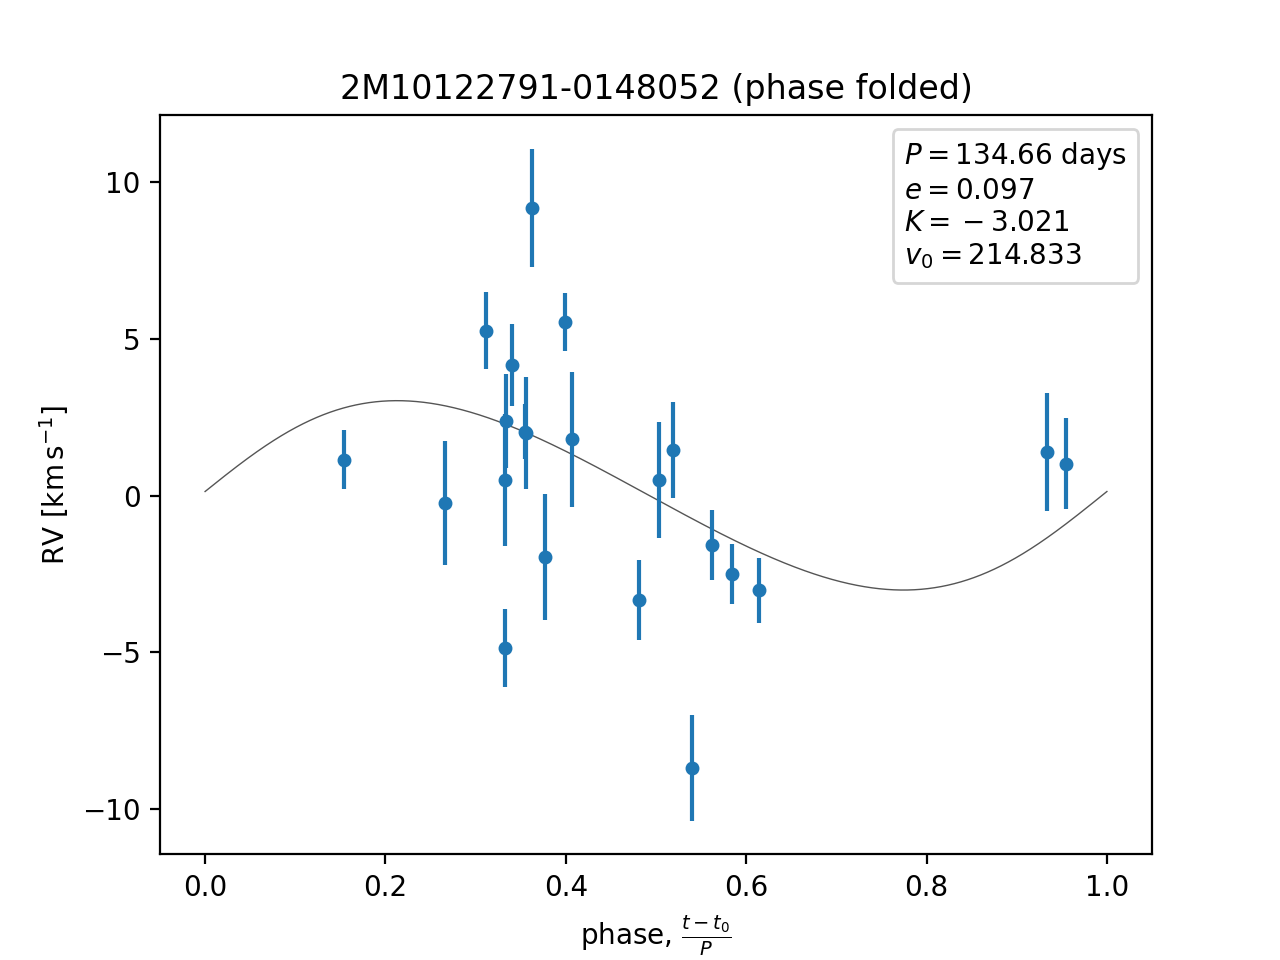 2M10122791-0148052 (phase folded)
P = 134.66 days
e = 0.097
K = −3.021
v₀ = 214.833
10
5
0
−5
−10
RV [km s⁻¹]
0.0 0.2 0.4 0.6 0.8 1.0
phase, (t − t₀)/P